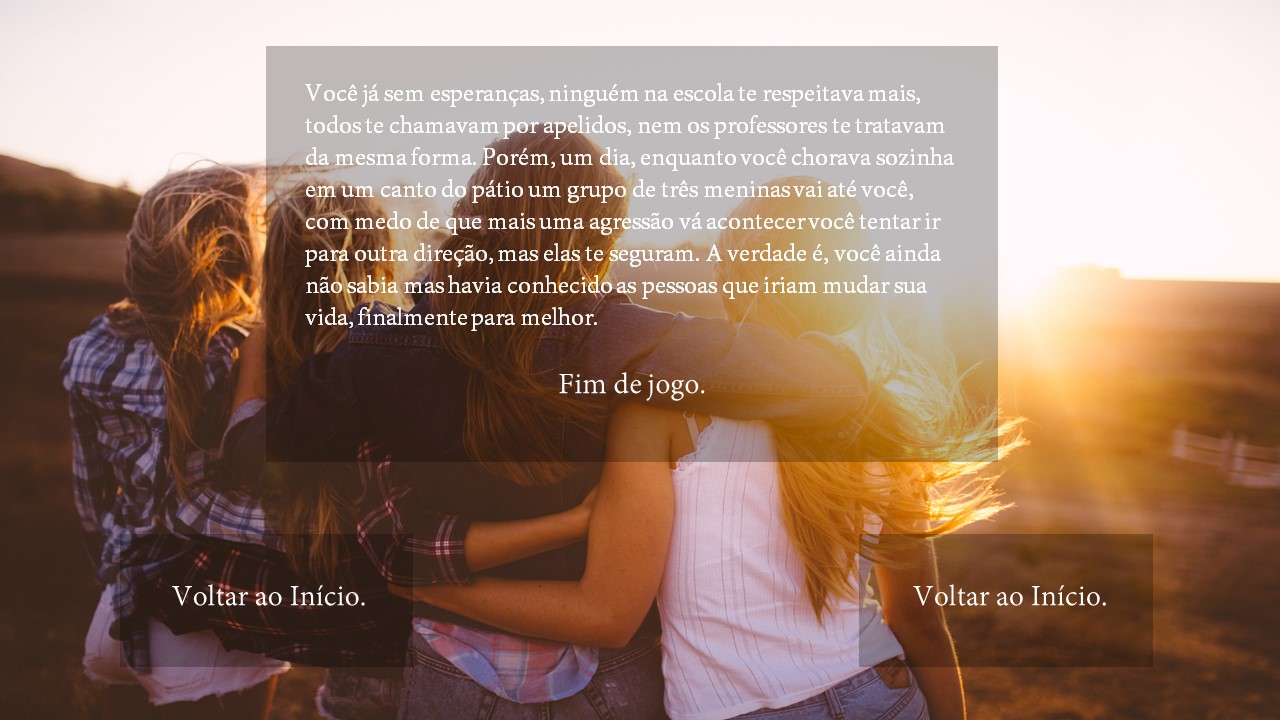 Você já sem esperanças, ninguém na escola te respeitava mais,
todos te chamavam por apelidos, nem os professores te tratavam
da mesma forma. Porém, um dia, enquanto você chorava sozinha
em um canto do pátio um grupo de três meninas vai até você,
com medo de que mais uma agressão vá acontecer você tentar ir
para outra direção, mas elas te seguram. A verdade é, você ainda
não sabia mas havia conhecido as pessoas que iriam mudar sua
vida, finalmente para melhor.
Fim de jogo.
Voltar ao Início.
Voltar ao Início.